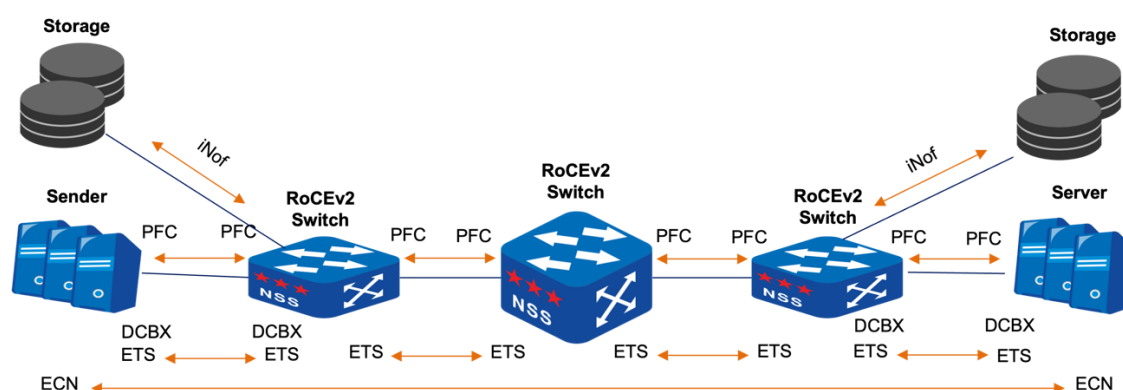 Storage
Storage
iNof
iNof
RoCEv2
Switch
Sender
RoCEv2
Switch
RoCEv2
Switch
Server
PFC PFC PFC PFC PFC PFC PFC PFC
NSS
NSS
NSS
DCBX DCBX DCBX DCBX
ETS ETS ETS ETS ETS ETS ETS ETS
ECN ECN